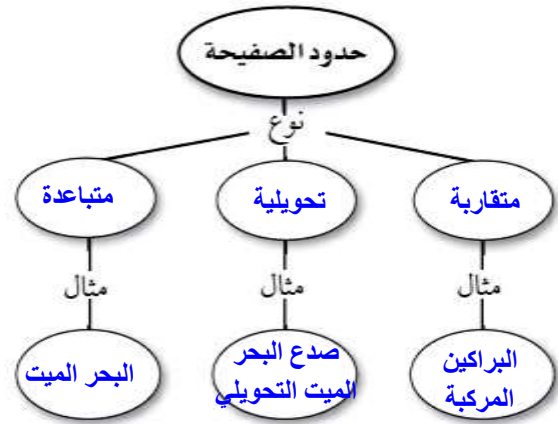 حدود الصفيحة
نوع
متقاربة
تحويلية
متباعدة
مثال
مثال
مثال
البراكين
المركبة
صدع البحر
الميت التحويلي
البحر الميت